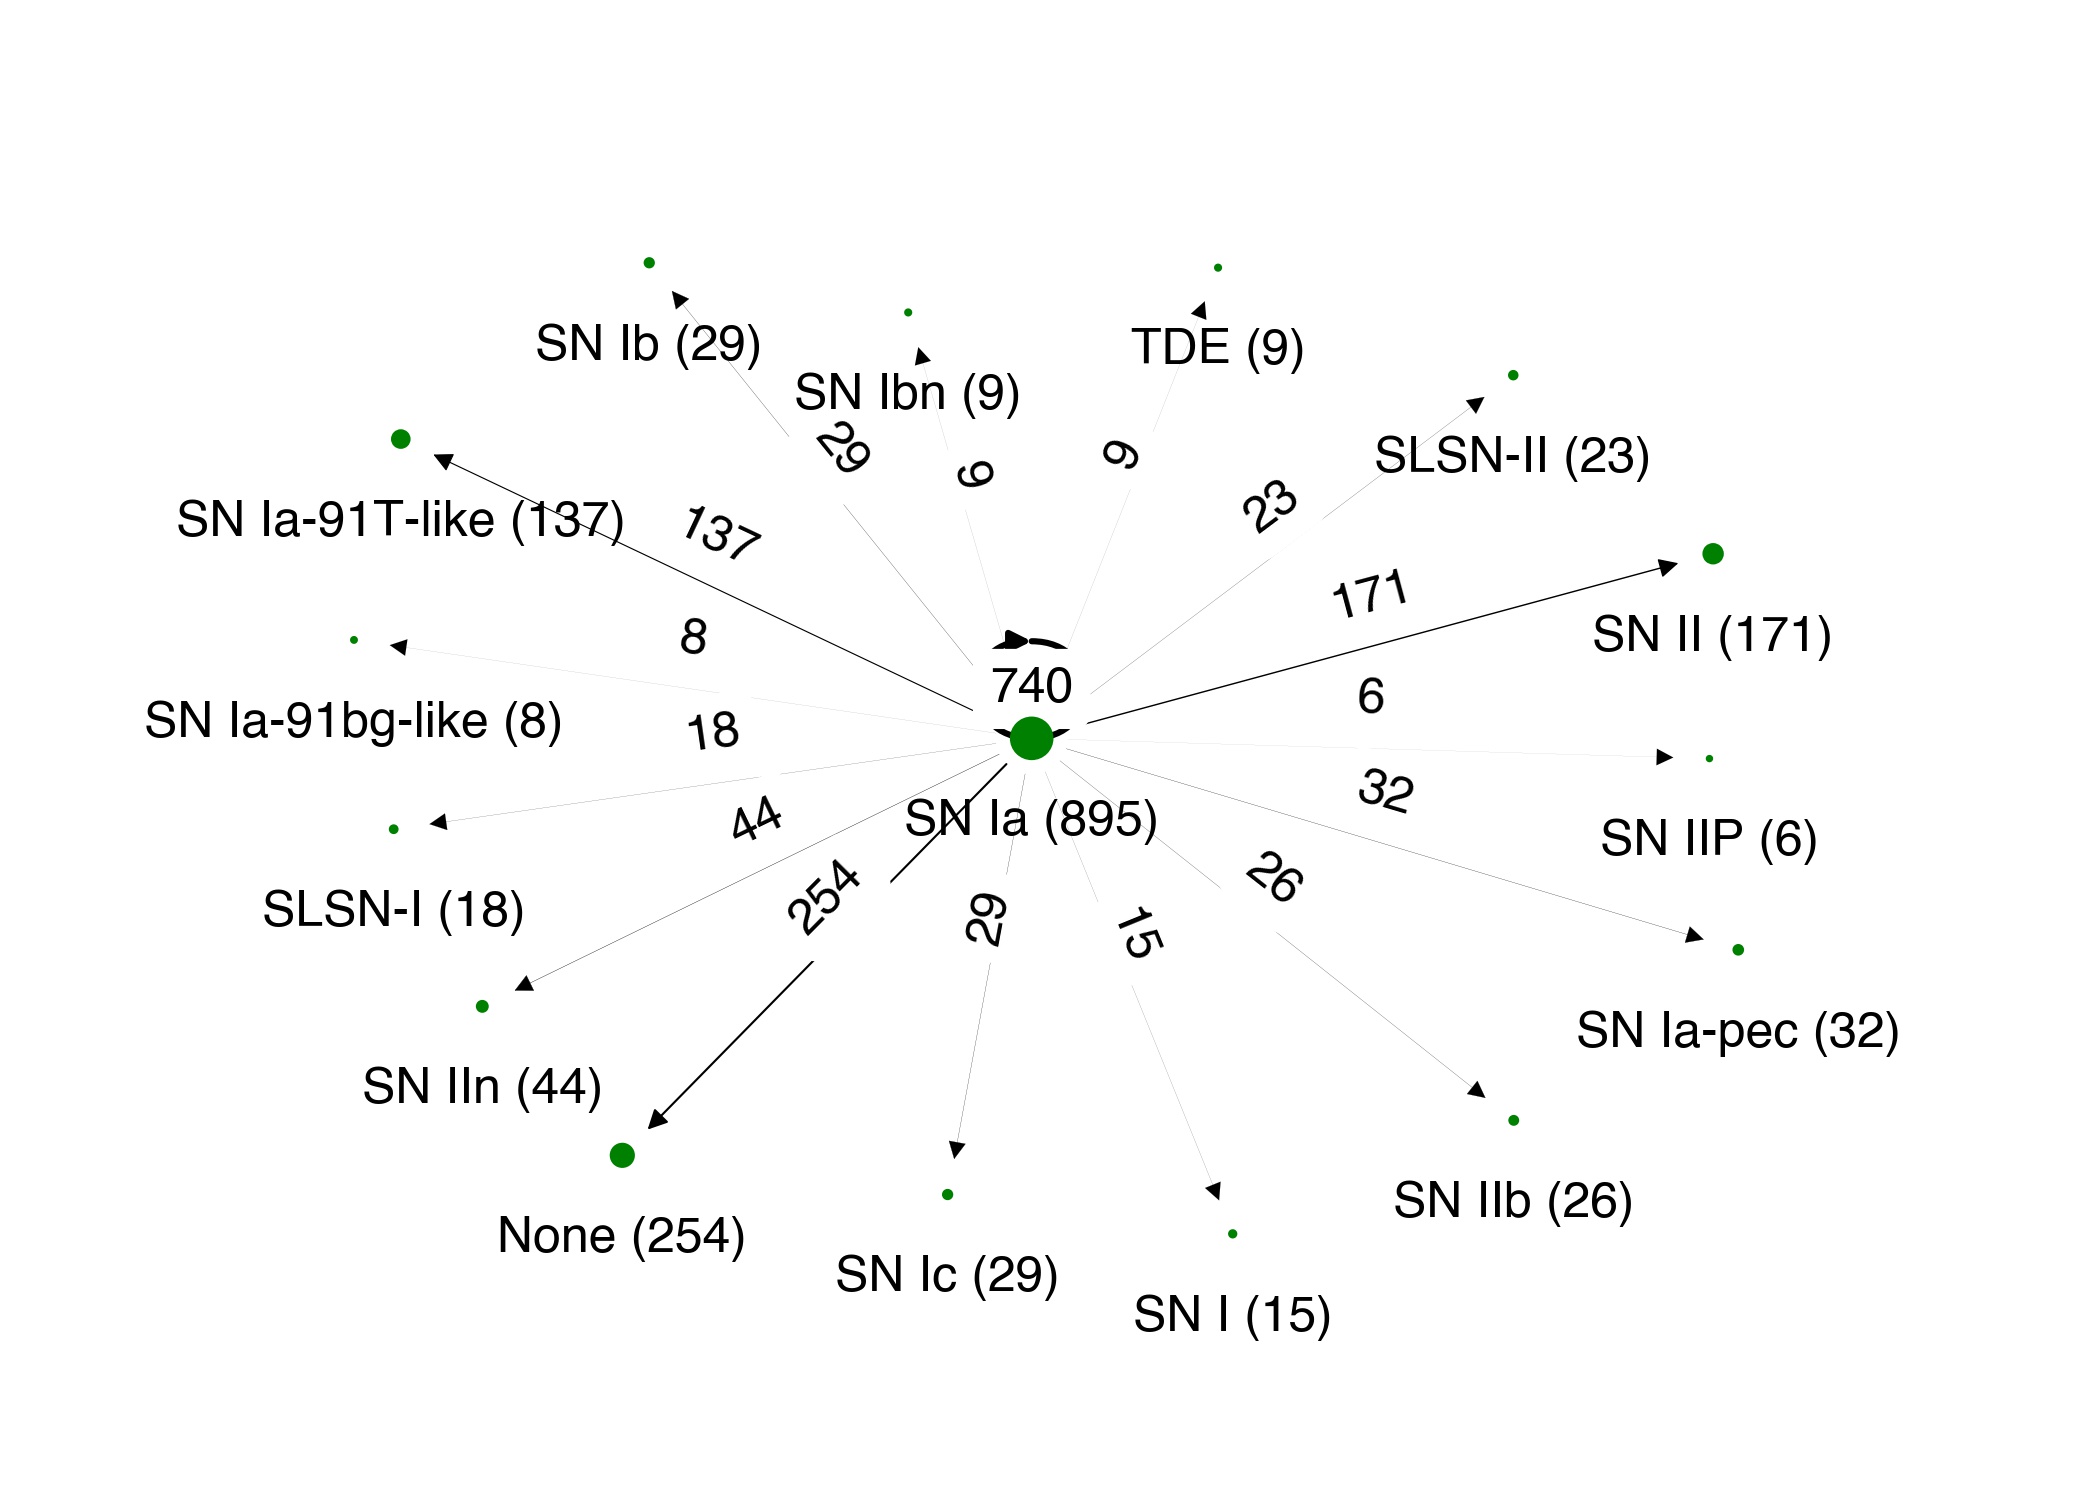 SN Ib (29)
TDE (9)
SN Ibn (9)
29
9
9
SLSN-II (23)
23
SN Ia-91T-like (137)
137
171
8
SN II (171)
740
6
SN Ia-91bg-like (8)
18
32
44
SN Ia (895)
SN IIP (6)
254
26
SLSN-I (18)
29
15
SN Ia-pec (32)
SN IIn (44)
SN IIb (26)
None (254)
SN Ic (29)
SN I (15)